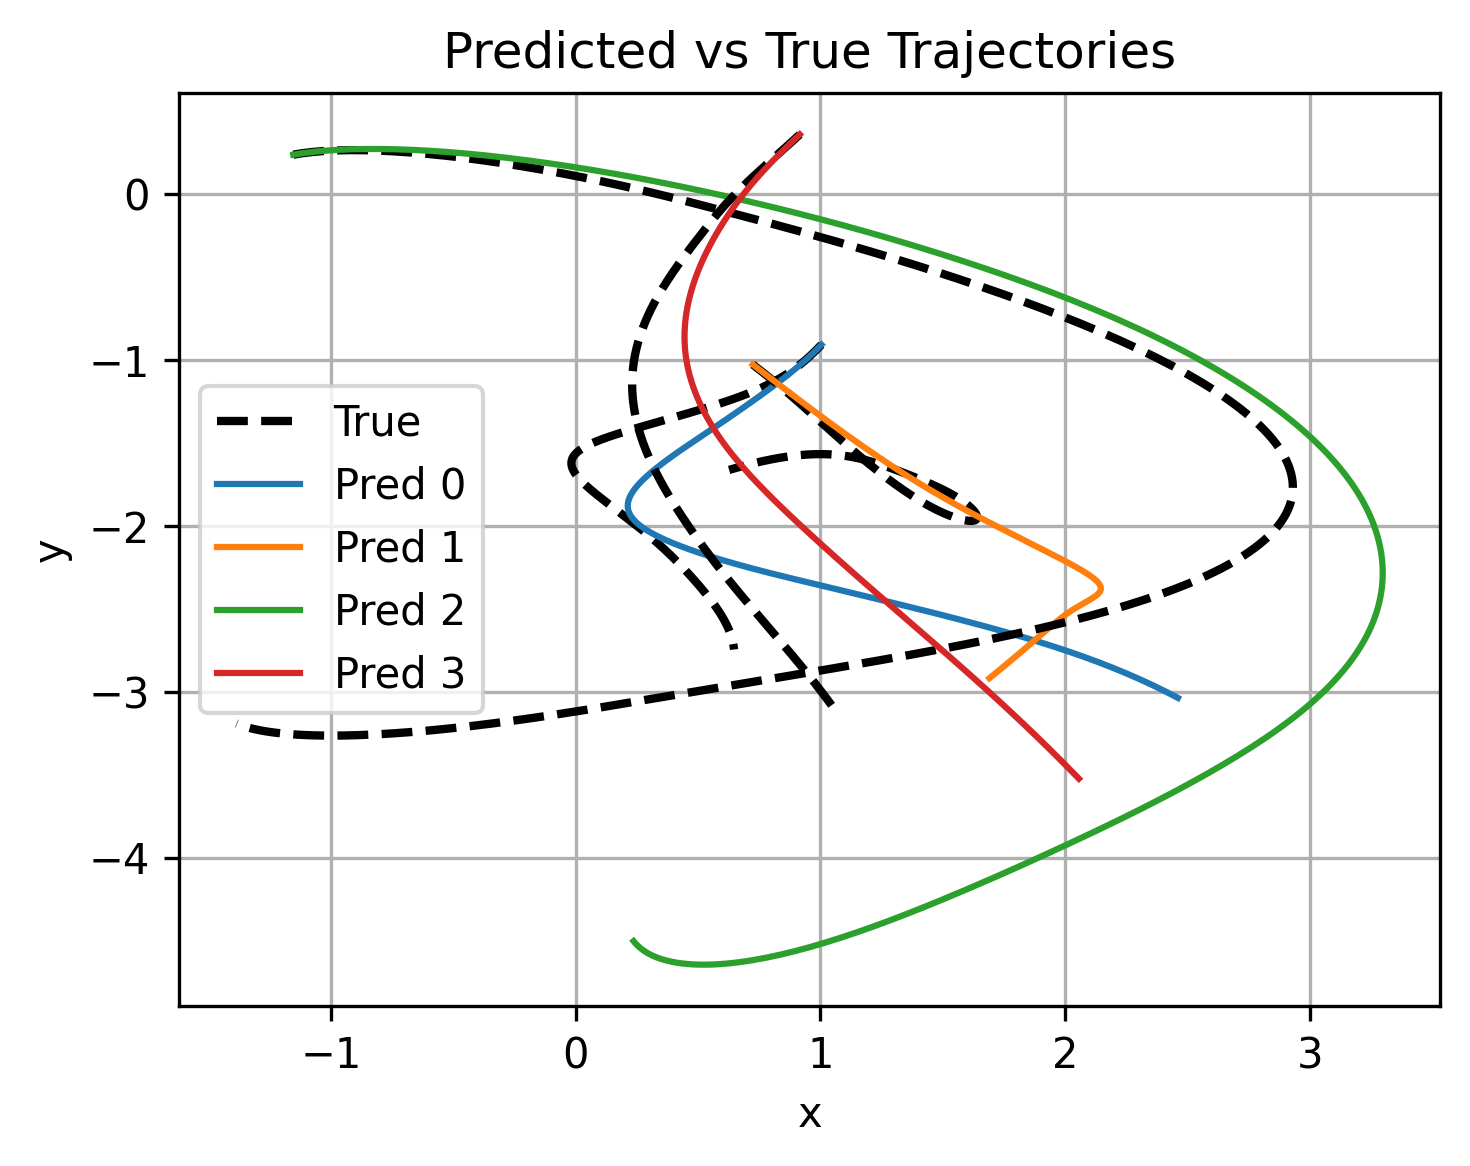 Predicted vs True Trajectories
y
0
−1
−2
−3
−4
True
Pred 0
Pred 1
Pred 2
Pred 3
−1 0 1 2 3
x